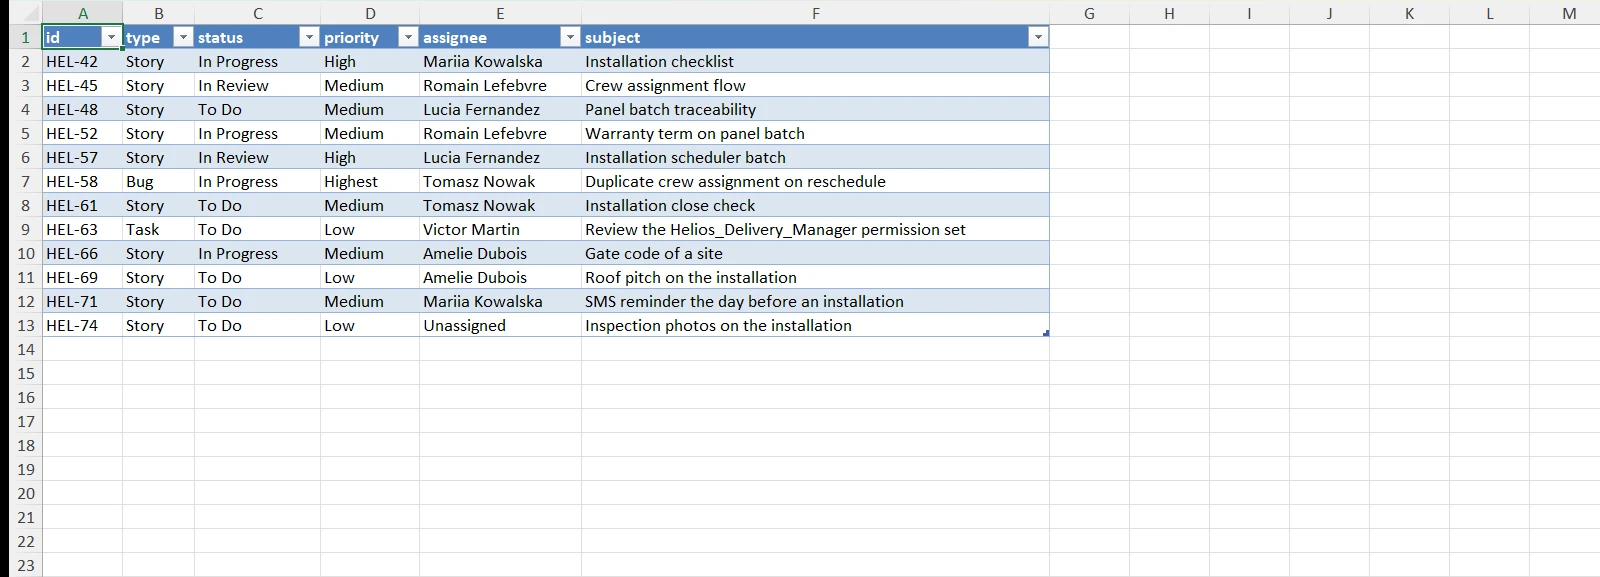 A B C D E F G H I J K L M
1 id type status priority assignee subject
2 HEL-42 Story In Progress High Mariia Kowalska Installation checklist
3 HEL-45 Story In Review Medium Romain Lefebvre Crew assignment flow
4 HEL-48 Story To Do Medium Lucia Fernandez Panel batch traceability
5 HEL-52 Story In Progress Medium Romain Lefebvre Warranty term on panel batch
6 HEL-57 Story In Review High Lucia Fernandez Installation scheduler batch
7 HEL-58 Bug In Progress Highest Tomasz Nowak Duplicate crew assignment on reschedule
8 HEL-61 Story To Do Medium Tomasz Nowak Installation close check
9 HEL-63 Task To Do Low Victor Martin Review the Helios_Delivery_Manager permission set
10 HEL-66 Story In Progress Medium Amelie Dubois Gate code of a site
11 HEL-69 Story To Do Low Amelie Dubois Roof pitch on the installation
12 HEL-71 Story To Do Medium Mariia Kowalska SMS reminder the day before an installation
13 HEL-74 Story To Do Low Unassigned Inspection photos on the installation
14
15
16
17
18
19
20
21
22
23